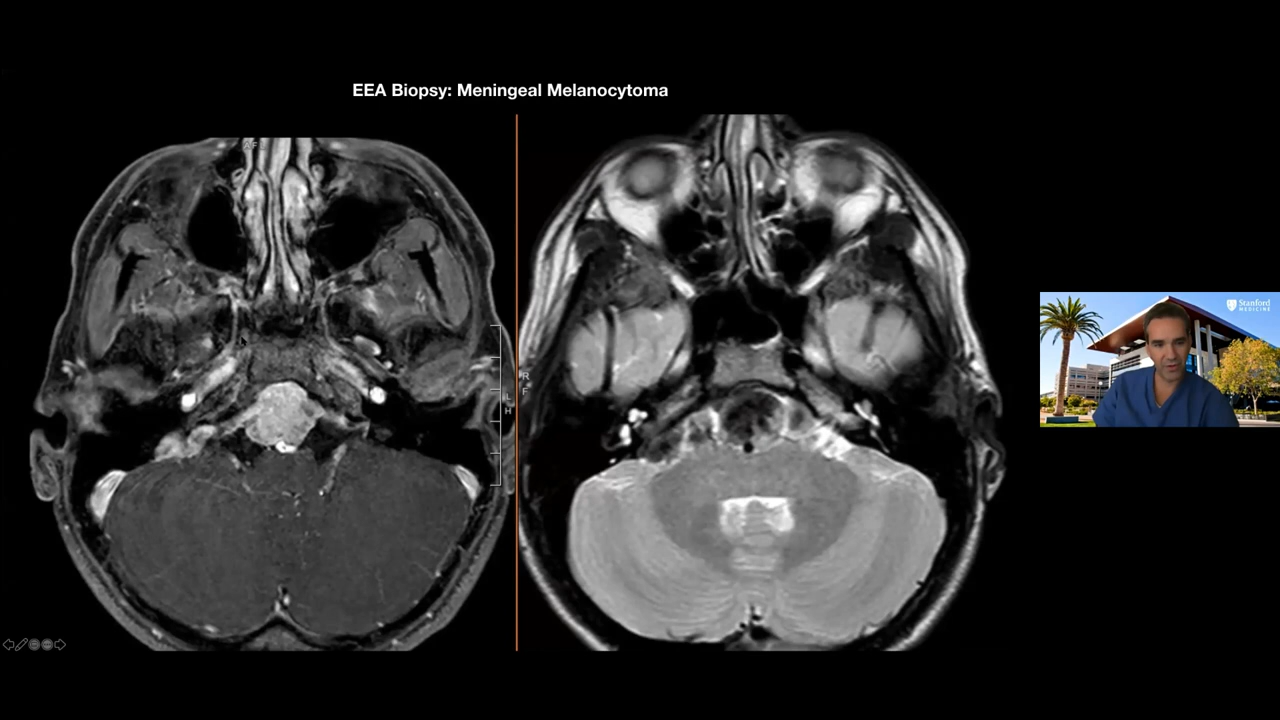 EEA Biopsy: Meningeal Melanocytoma
A F
R
F
L
H
Stanford
MEDICINE